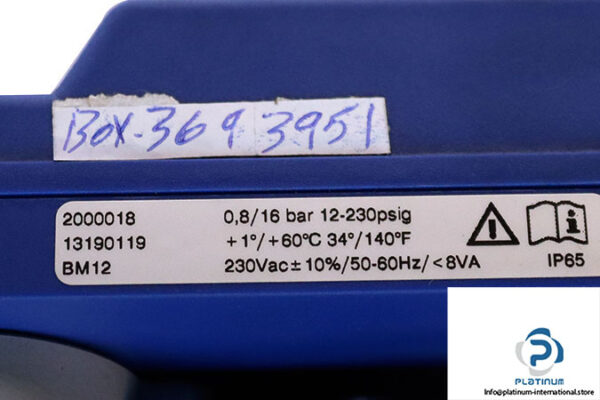 BOX-369 3951
2000018 0,8/16 bar 12-230psig
13190119 +1°/+60°C 34°/140°F
BM12 230Vac±10%/50-60Hz/<8VA IP65
PLATINUM
Info@platinum-international.store